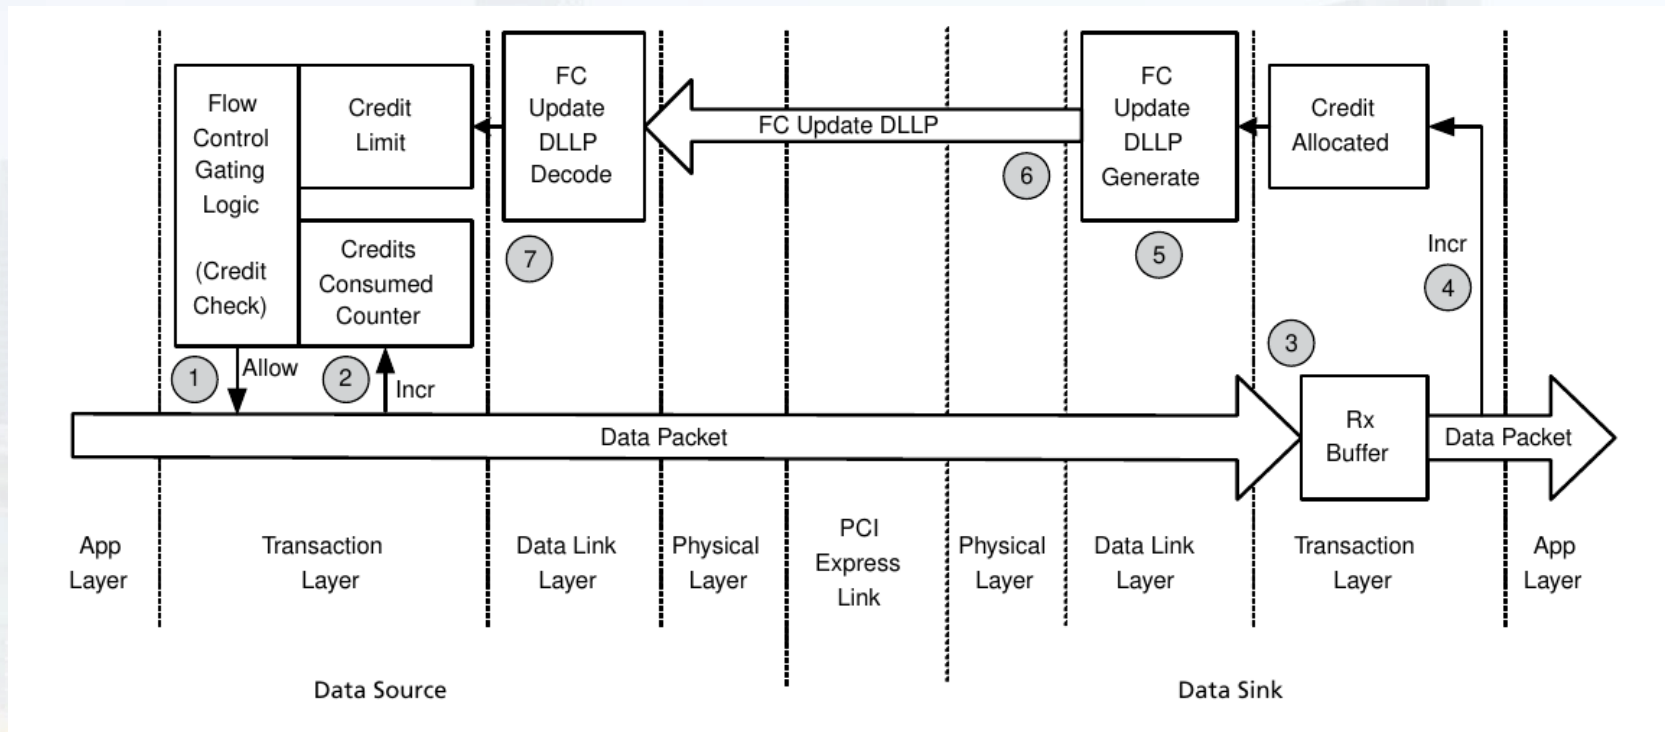 Flow
Control
Gating
Logic
(Credit
Check)
Credit
Limit
Credits
Consumed
Counter
FC
Update
DLLP
Decode
FC Update DLLP
FC
Update
DLLP
Generate
Credit
Allocated
7
6
5
Incr
4
3
1
Allow
2
Incr
Data Packet
Rx
Buffer
Data Packet
App
Layer
Transaction
Layer
Data Link
Layer
Physical
Layer
PCI
Express
Link
Physical
Layer
Data Link
Layer
Transaction
Layer
App
Layer
Data Source
Data Sink